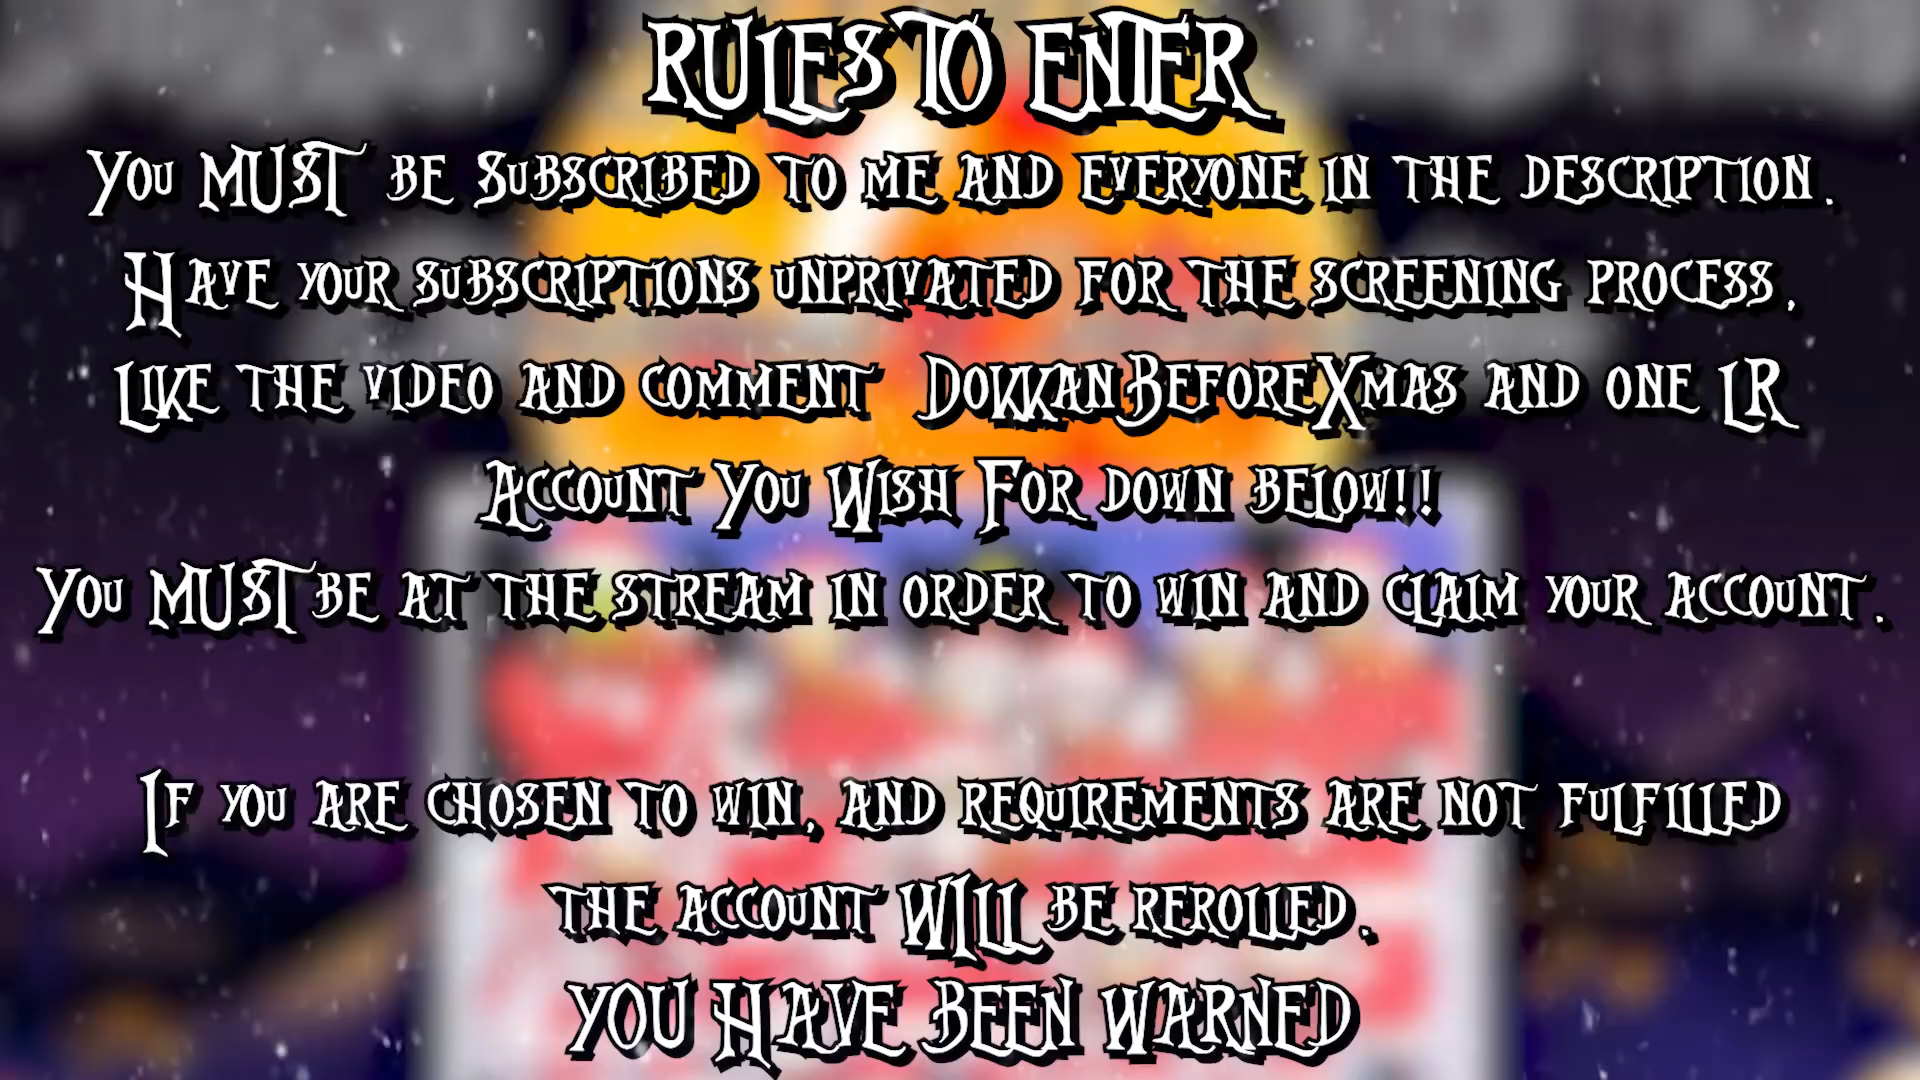 RULES TO ENTER
You MUST be Subscribed to me and everyone in the description.
Have your subscriptions unprivated for the screening process.
Like the video and comment DokkanBeforeXmas and one LR
Account You Wish For down below!!
You MUST be at the stream in order to win and claim your account.
If you are chosen to win, and requirements are not fulfilled
the account WILL be rerolled.
YOU HAVE BEEN WARNED